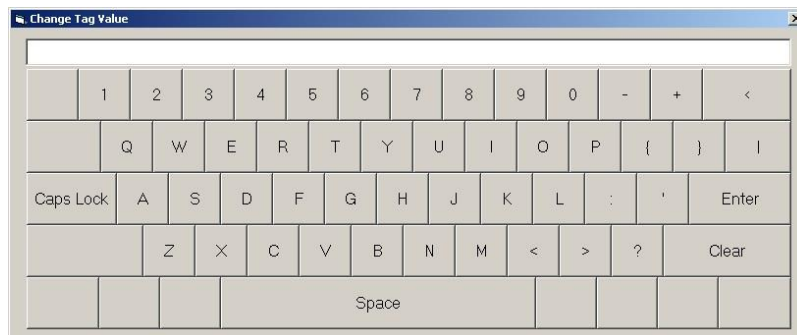 Change Tag Value
1 2 3 4 5 6 7 8 9 0 - + <
Q W E R T Y U I O P { } |
Caps Lock A S D F G H J K L : ' Enter
Z X C V B N M < > ? Clear
Space